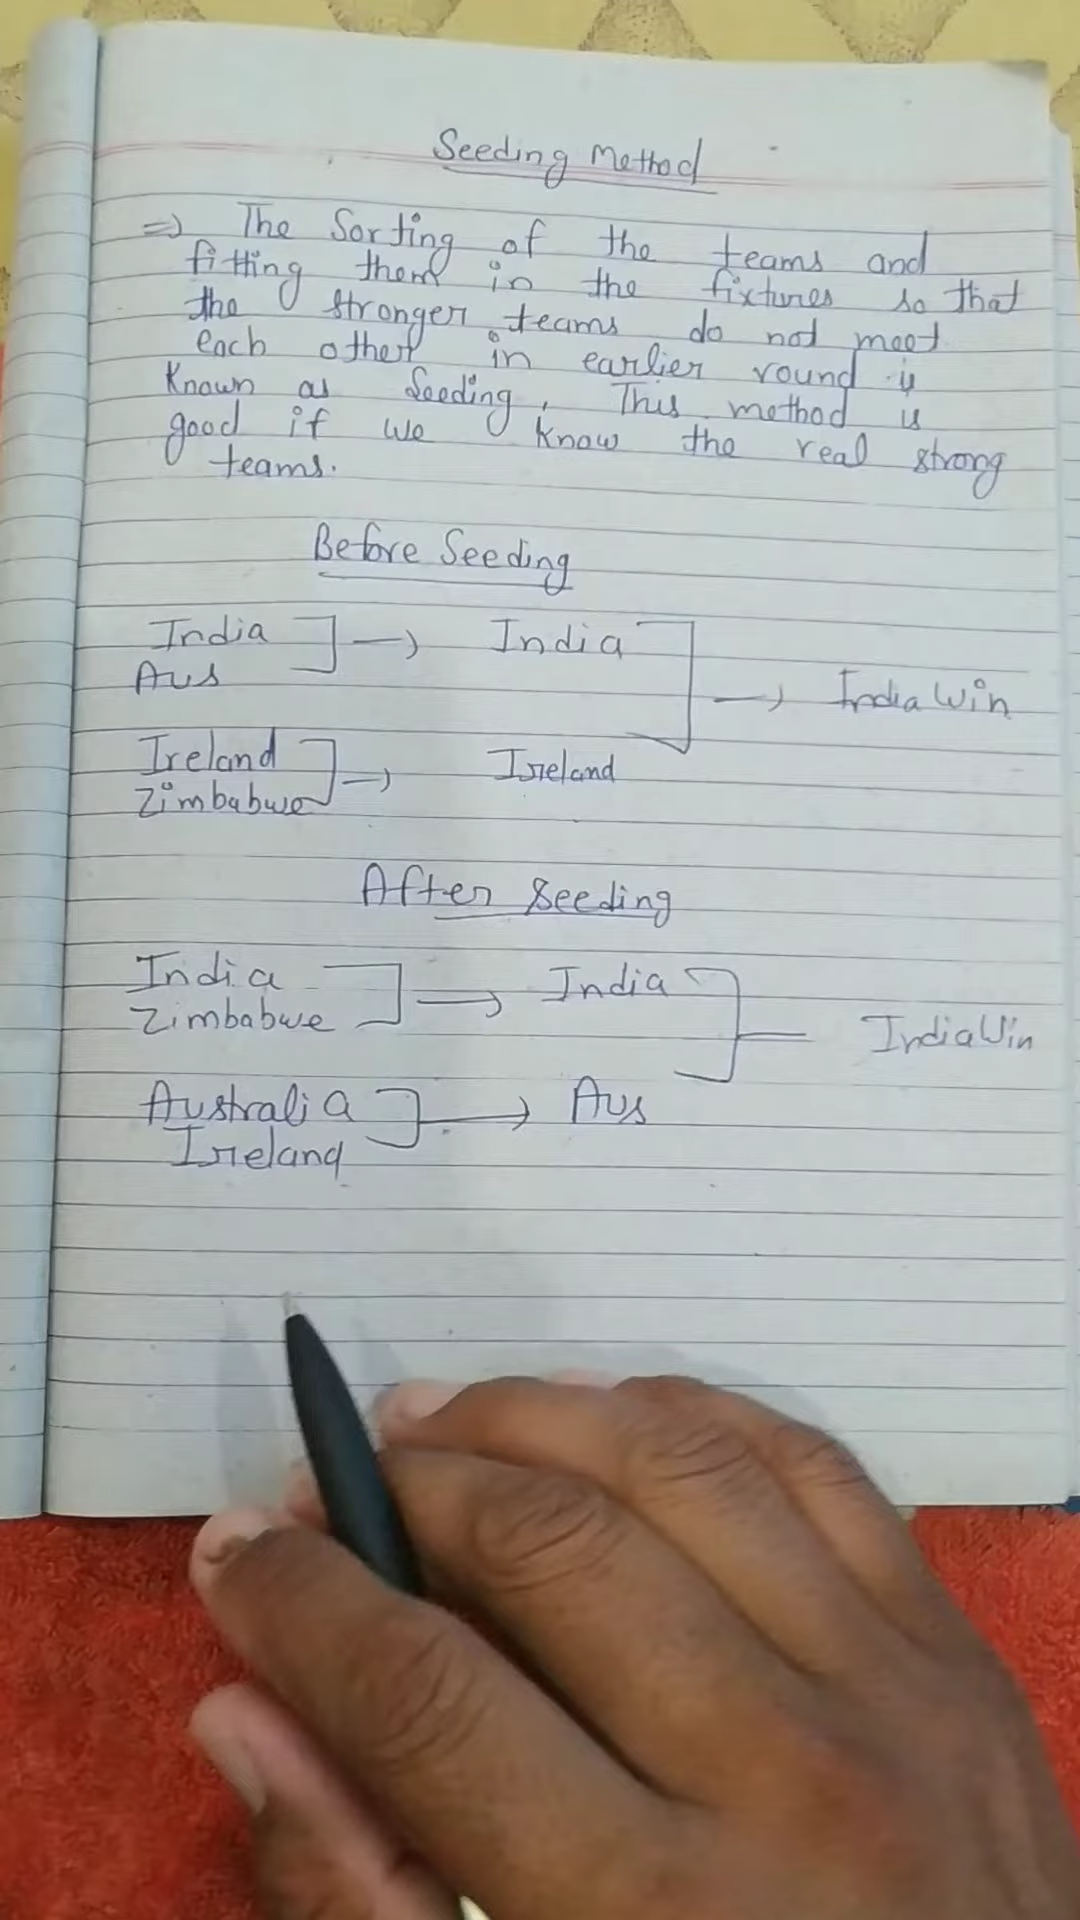 Seeding Method
=> The Sorting of the teams and
fitting them in the fixtures so that
the stronger teams do not meet
each other in earlier round is
Known as Seeding, This method is
good if we know the real strong
teams.
Before Seeding
India → India
Aus
→ India Win
Ireland → Ireland
Zimbabwe
After Seeding
India → India
Zimbabwe
India Win
Australia → Aus
Ireland